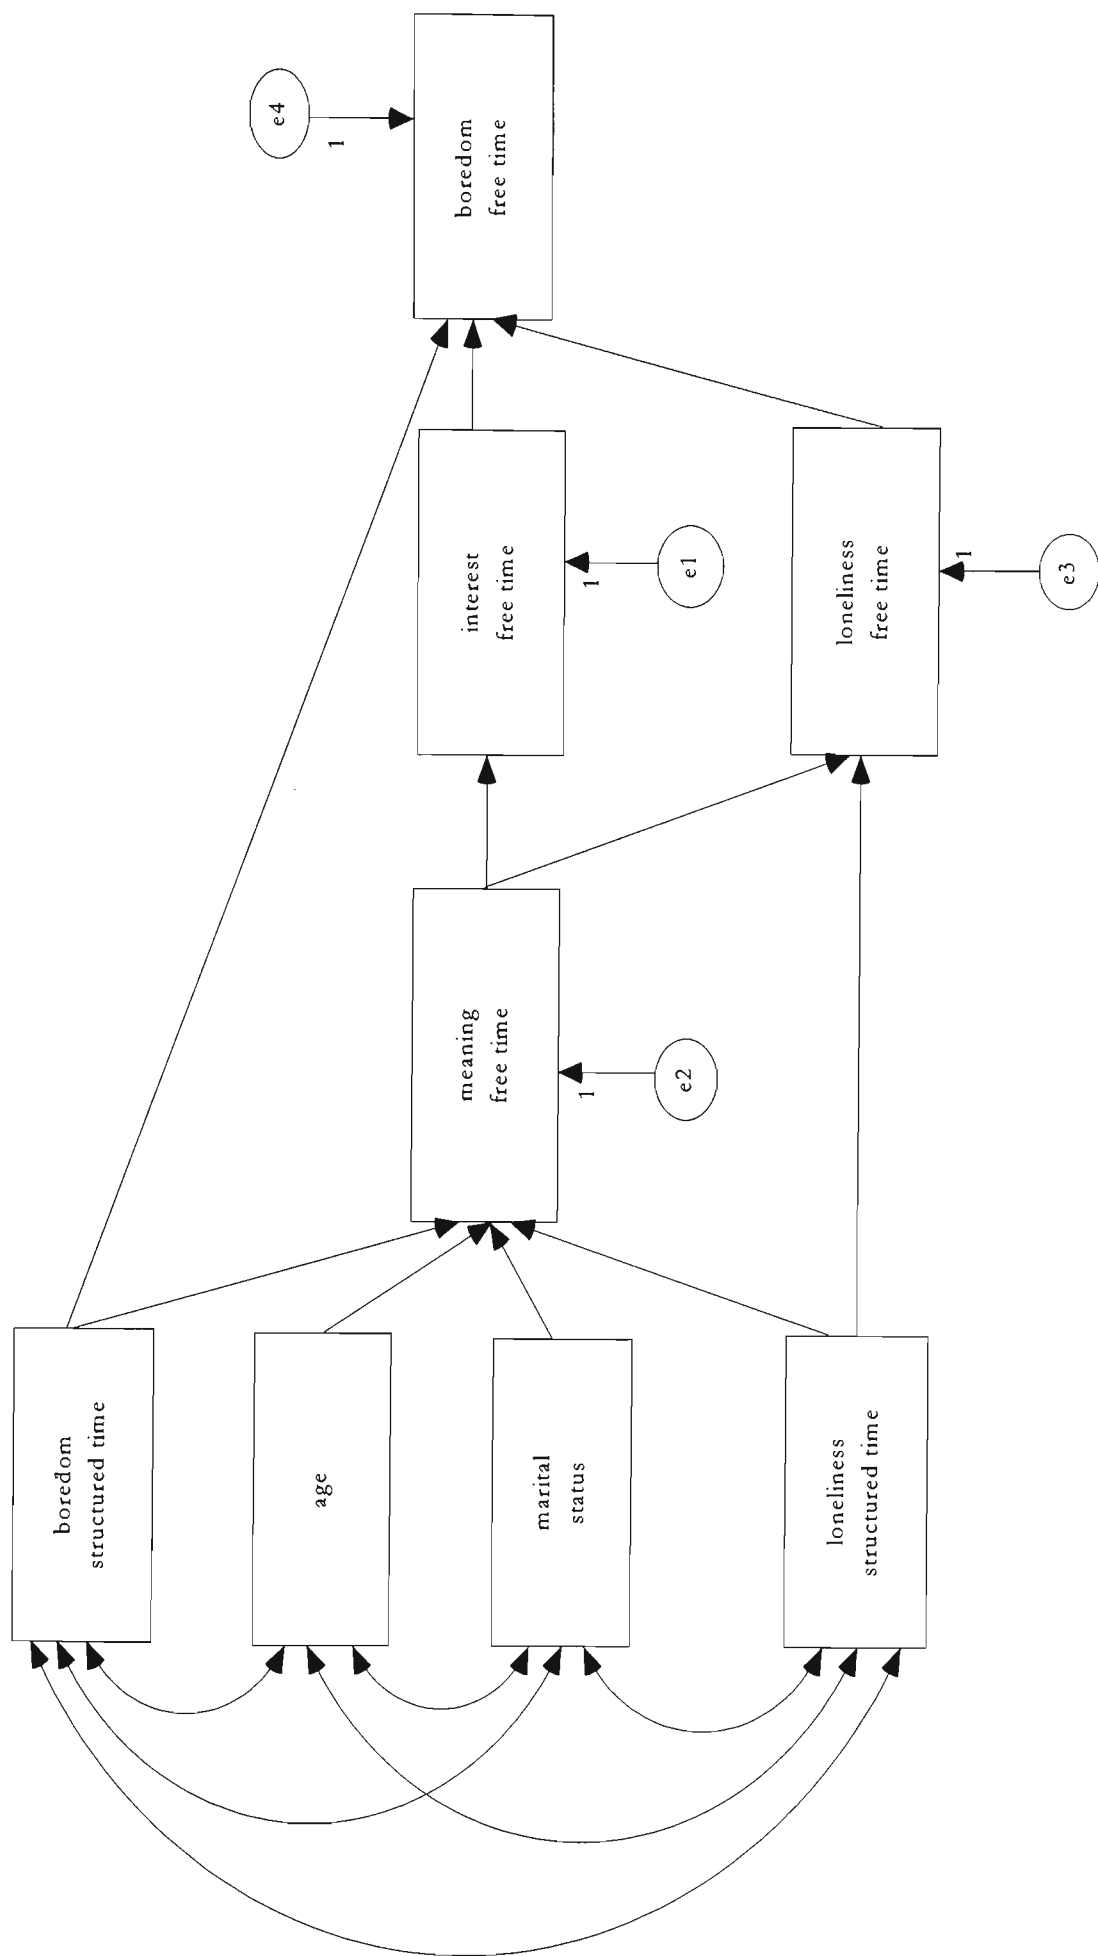 boredom
structured time
age
marital
status
loneliness
structured time
meaning
free time
1
e2
interest
free time
1
e1
loneliness
free time
1
e3
boredom
free time
1
e4